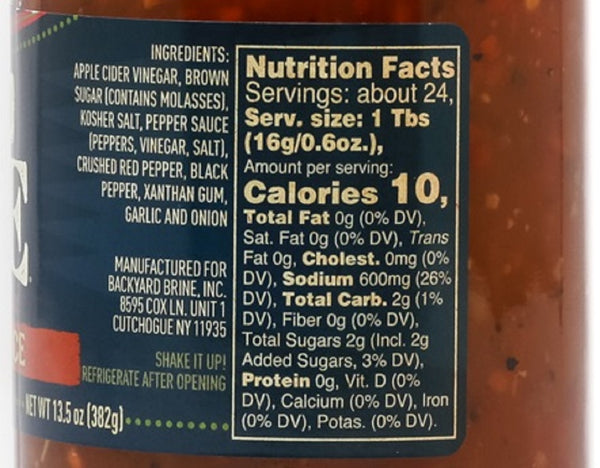 INGREDIENTS:
APPLE CIDER VINEGAR, BROWN
SUGAR (CONTAINS MOLASSES),
KOSHER SALT, PEPPER SAUCE
(PEPPERS, VINEGAR, SALT),
CRUSHED RED PEPPER, BLACK
PEPPER, XANTHAN GUM,
GARLIC AND ONION
MANUFACTURED FOR
BACKYARD BRINE, INC.
8595 COX LN. UNIT 1
CUTCHOGUE NY 11935
SHAKE IT UP!
REFRIGERATE AFTER OPENING
NET WT 13.5 oz (382g)
Nutrition Facts
Servings: about 24,
Serv. size: 1 Tbs
(16g/0.6oz.),
Amount per serving:
Calories 10,
Total Fat 0g (0% DV),
Sat. Fat 0g (0% DV), Trans
Fat 0g, Cholest. 0mg (0%
DV), Sodium 600mg (26%
DV), Total Carb. 2g (1%
DV), Fiber 0g (0% DV),
Total Sugars 2g (Incl. 2g
Added Sugars, 3% DV),
Protein 0g, Vit. D (0%
DV), Calcium (0% DV), Iron
(0% DV), Potas. (0% DV).